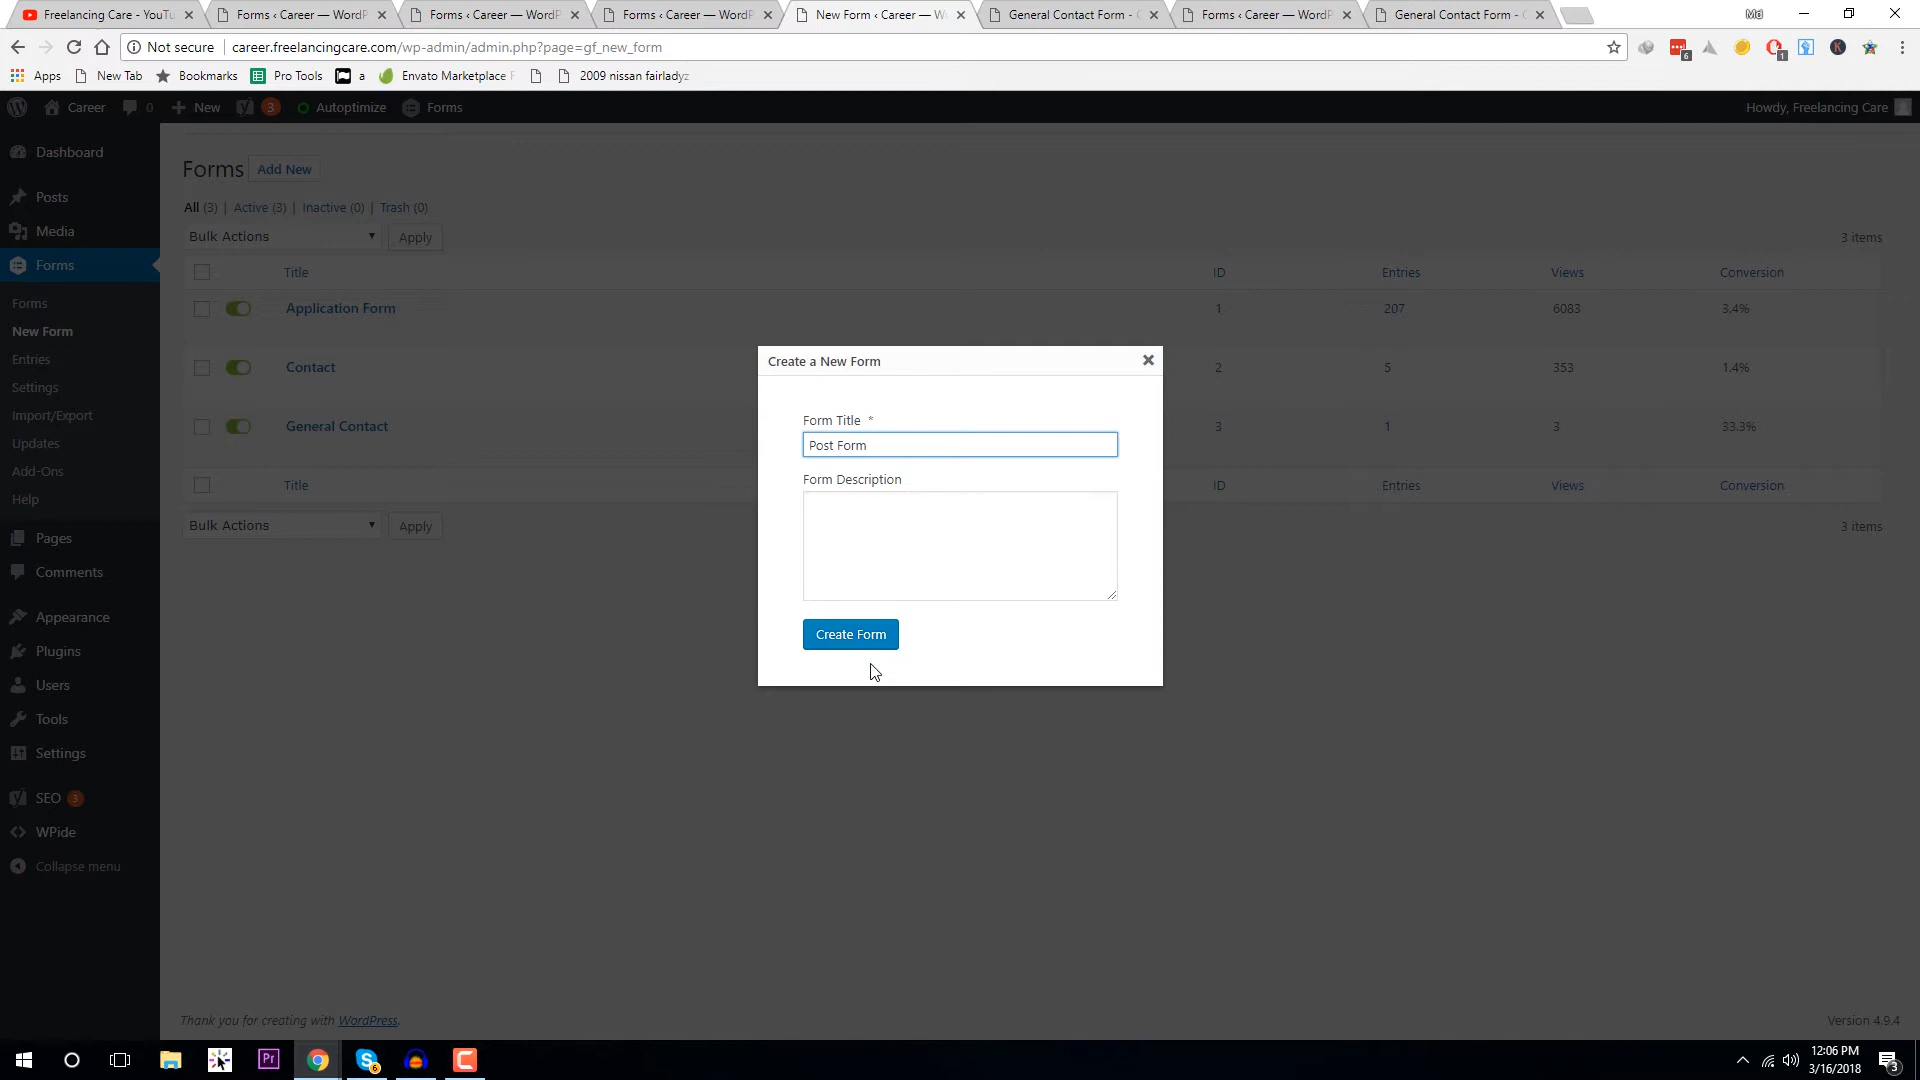 Freelancing Care - YouTu
Forms ‹ Career — WordP
Forms ‹ Career — WordP
Forms ‹ Career — WordP
New Form ‹ Career — W
General Contact Form -
Forms ‹ Career — WordP
General Contact Form -
Md
Not secure
career.freelancingcare.com/wp-admin/admin.php?page=gf_new_form
6
1
Apps
New Tab
Bookmarks
Pro Tools
a
Envato Marketplace
2009 nissan fairladyz
Career
0
New
3
Autoptimize
Forms
Howdy, Freelancing Care
Dashboard
Posts
Media
Forms
Forms
New Form
Entries
Settings
Import/Export
Updates
Add-Ons
Help
Pages
Comments
Appearance
Plugins
Users
Tools
Settings
SEO 3
WPide
Collapse menu
Forms
Add New
All (3) | Active (3) | Inactive (0) | Trash (0)
Bulk Actions
Apply
3 items
Title
ID
Entries
Views
Conversion
Application Form
1
207
6083
3.4%
Contact
2
5
353
1.4%
General Contact
3
1
3
33.3%
Title
ID
Entries
Views
Conversion
Bulk Actions
Apply
3 items
Create a New Form
Form Title *
Post Form
Form Description
Create Form
Thank you for creating with WordPress.
Version 4.9.4
Pr
6
12:06 PM
3/16/2018
3